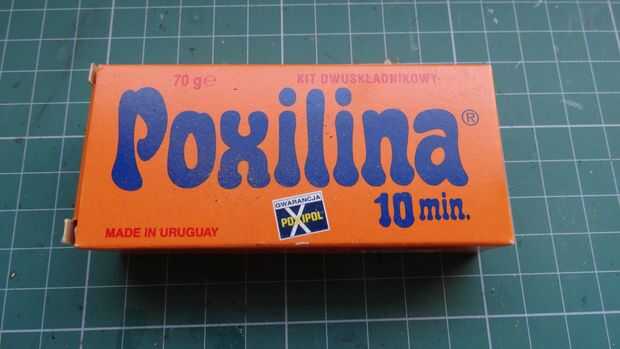 70 g e
KIT DWUSKŁADNIKOWY
Poxilina®
10 min.
GWARANCJA
POXIPOL
MADE IN URUGUAY